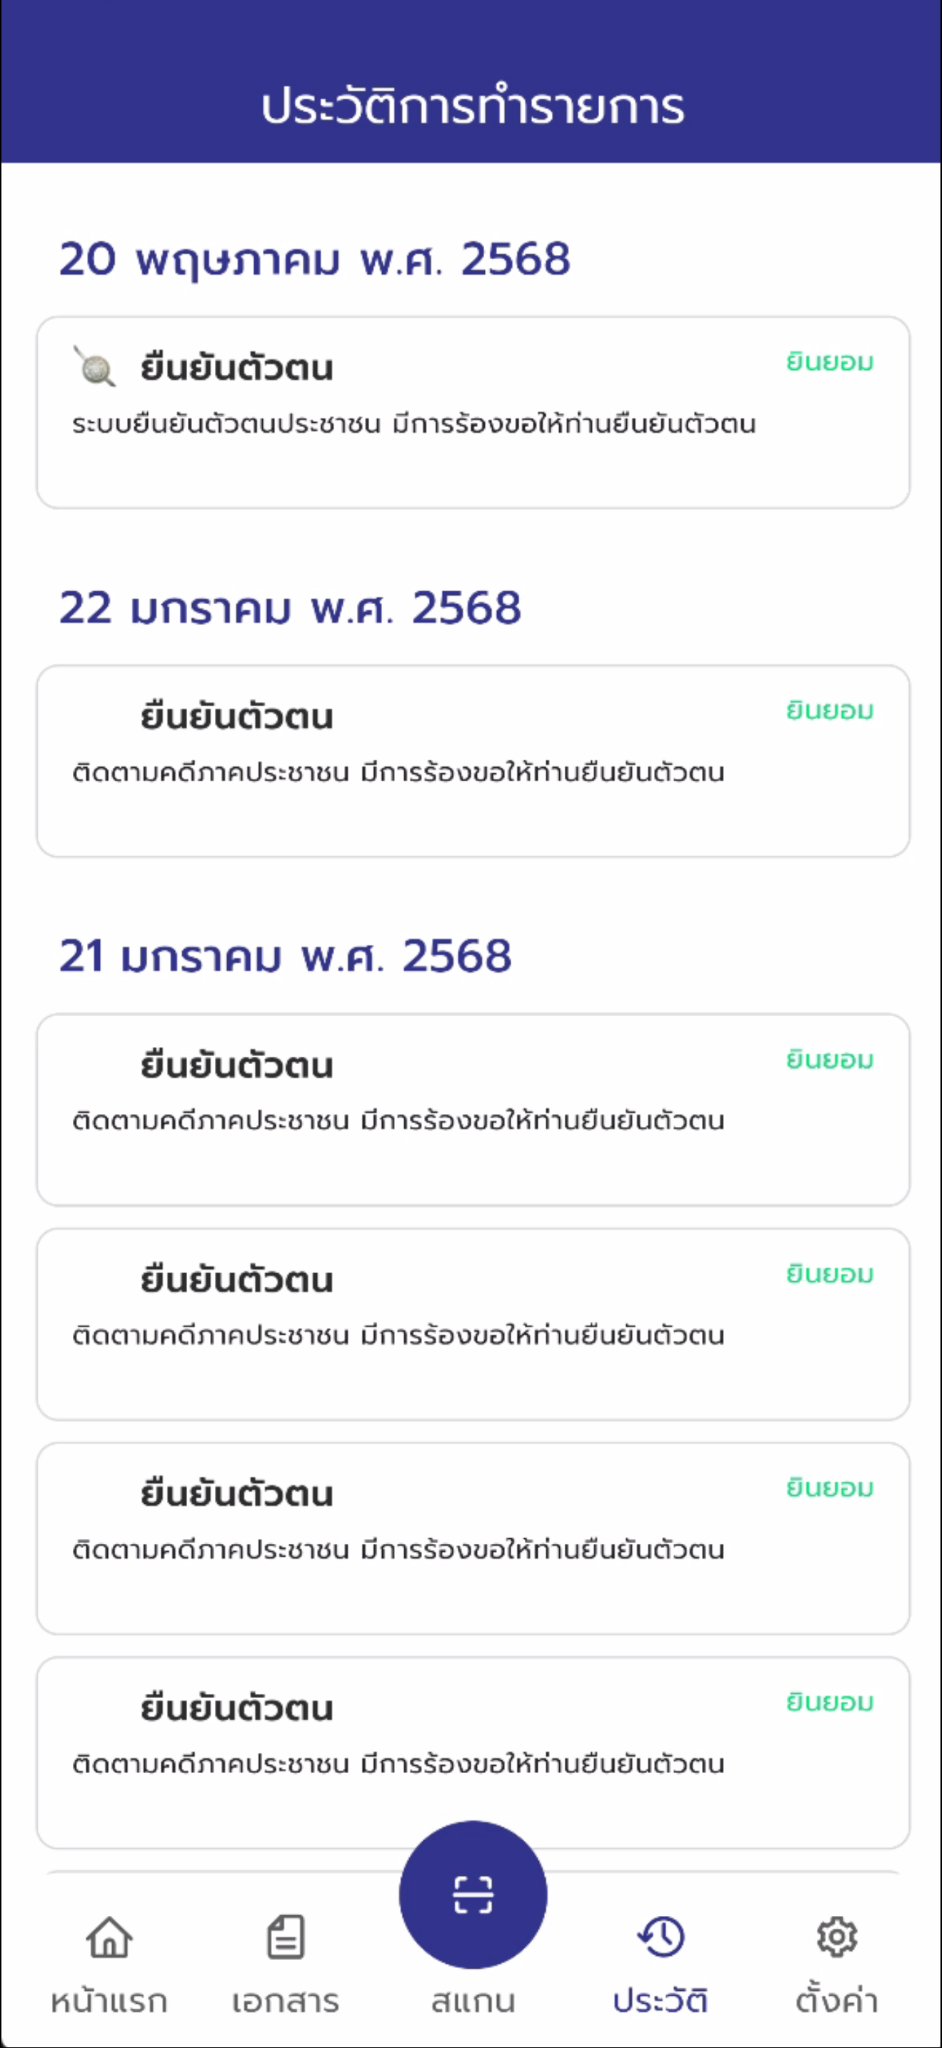 ประวัติการทำรายการ
20 พฤษภาคม พ.ศ. 2568
ยืนยันตัวตน ยินยอม
ระบบยืนยันตัวตนประชาชน มีการร้องขอให้ท่านยืนยันตัวตน
22 มกราคม พ.ศ. 2568
ยืนยันตัวตน ยินยอม
ติดตามคดีภาคประชาชน มีการร้องขอให้ท่านยืนยันตัวตน
21 มกราคม พ.ศ. 2568
ยืนยันตัวตน ยินยอม
ติดตามคดีภาคประชาชน มีการร้องขอให้ท่านยืนยันตัวตน
ยืนยันตัวตน ยินยอม
ติดตามคดีภาคประชาชน มีการร้องขอให้ท่านยืนยันตัวตน
ยืนยันตัวตน ยินยอม
ติดตามคดีภาคประชาชน มีการร้องขอให้ท่านยืนยันตัวตน
ยืนยันตัวตน ยินยอม
ติดตามคดีภาคประชาชน มีการร้องขอให้ท่านยืนยันตัวตน
หน้าแรก เอกสาร สแกน ประวัติ ตั้งค่า